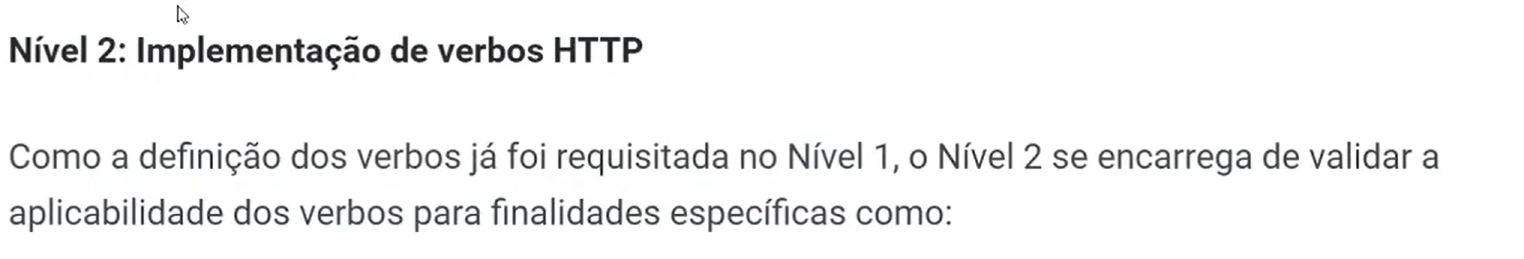 Nível 2: Implementação de verbos HTTP
Como a definição dos verbos já foi requisitada no Nível 1, o Nível 2 se encarrega de validar a
aplicabilidade dos verbos para finalidades específicas como: